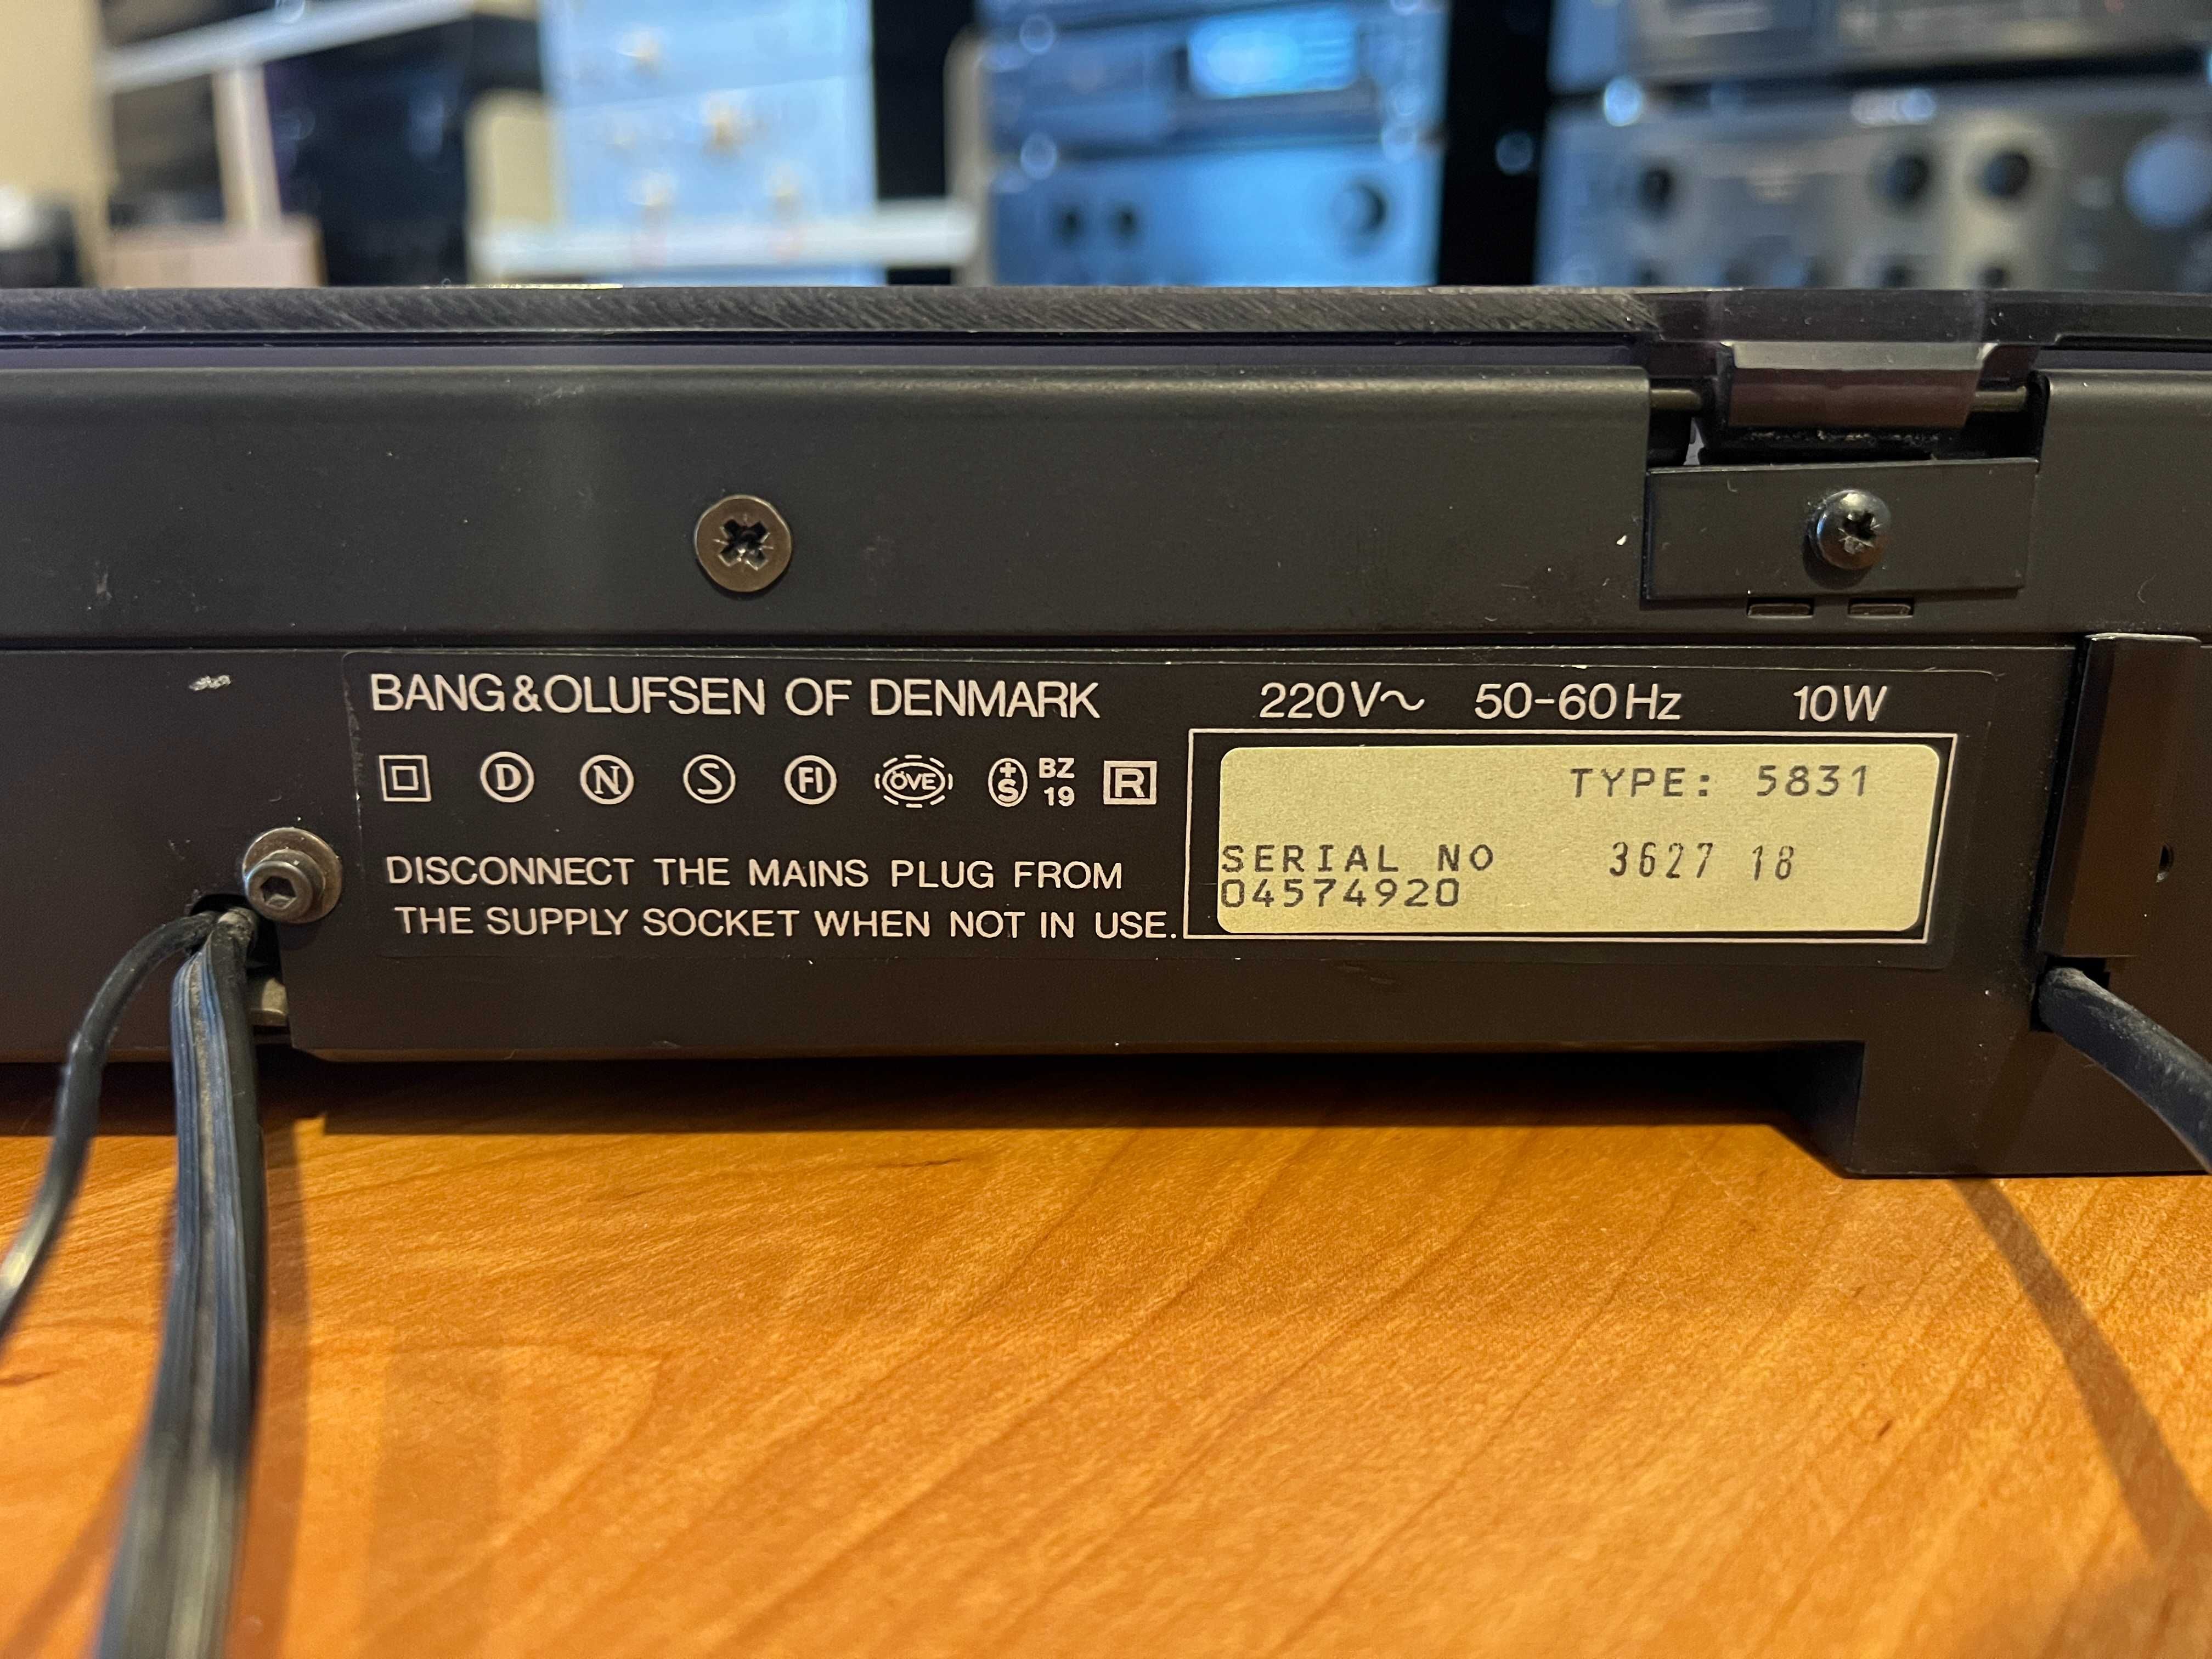 BANG&OLUFSEN OF DENMARK
220V~ 50-60Hz 10W
D N S FI ÖVE +S BZ 19 R
TYPE: 5831
DISCONNECT THE MAINS PLUG FROM
THE SUPPLY SOCKET WHEN NOT IN USE.
SERIAL NO 3627 18
04574920